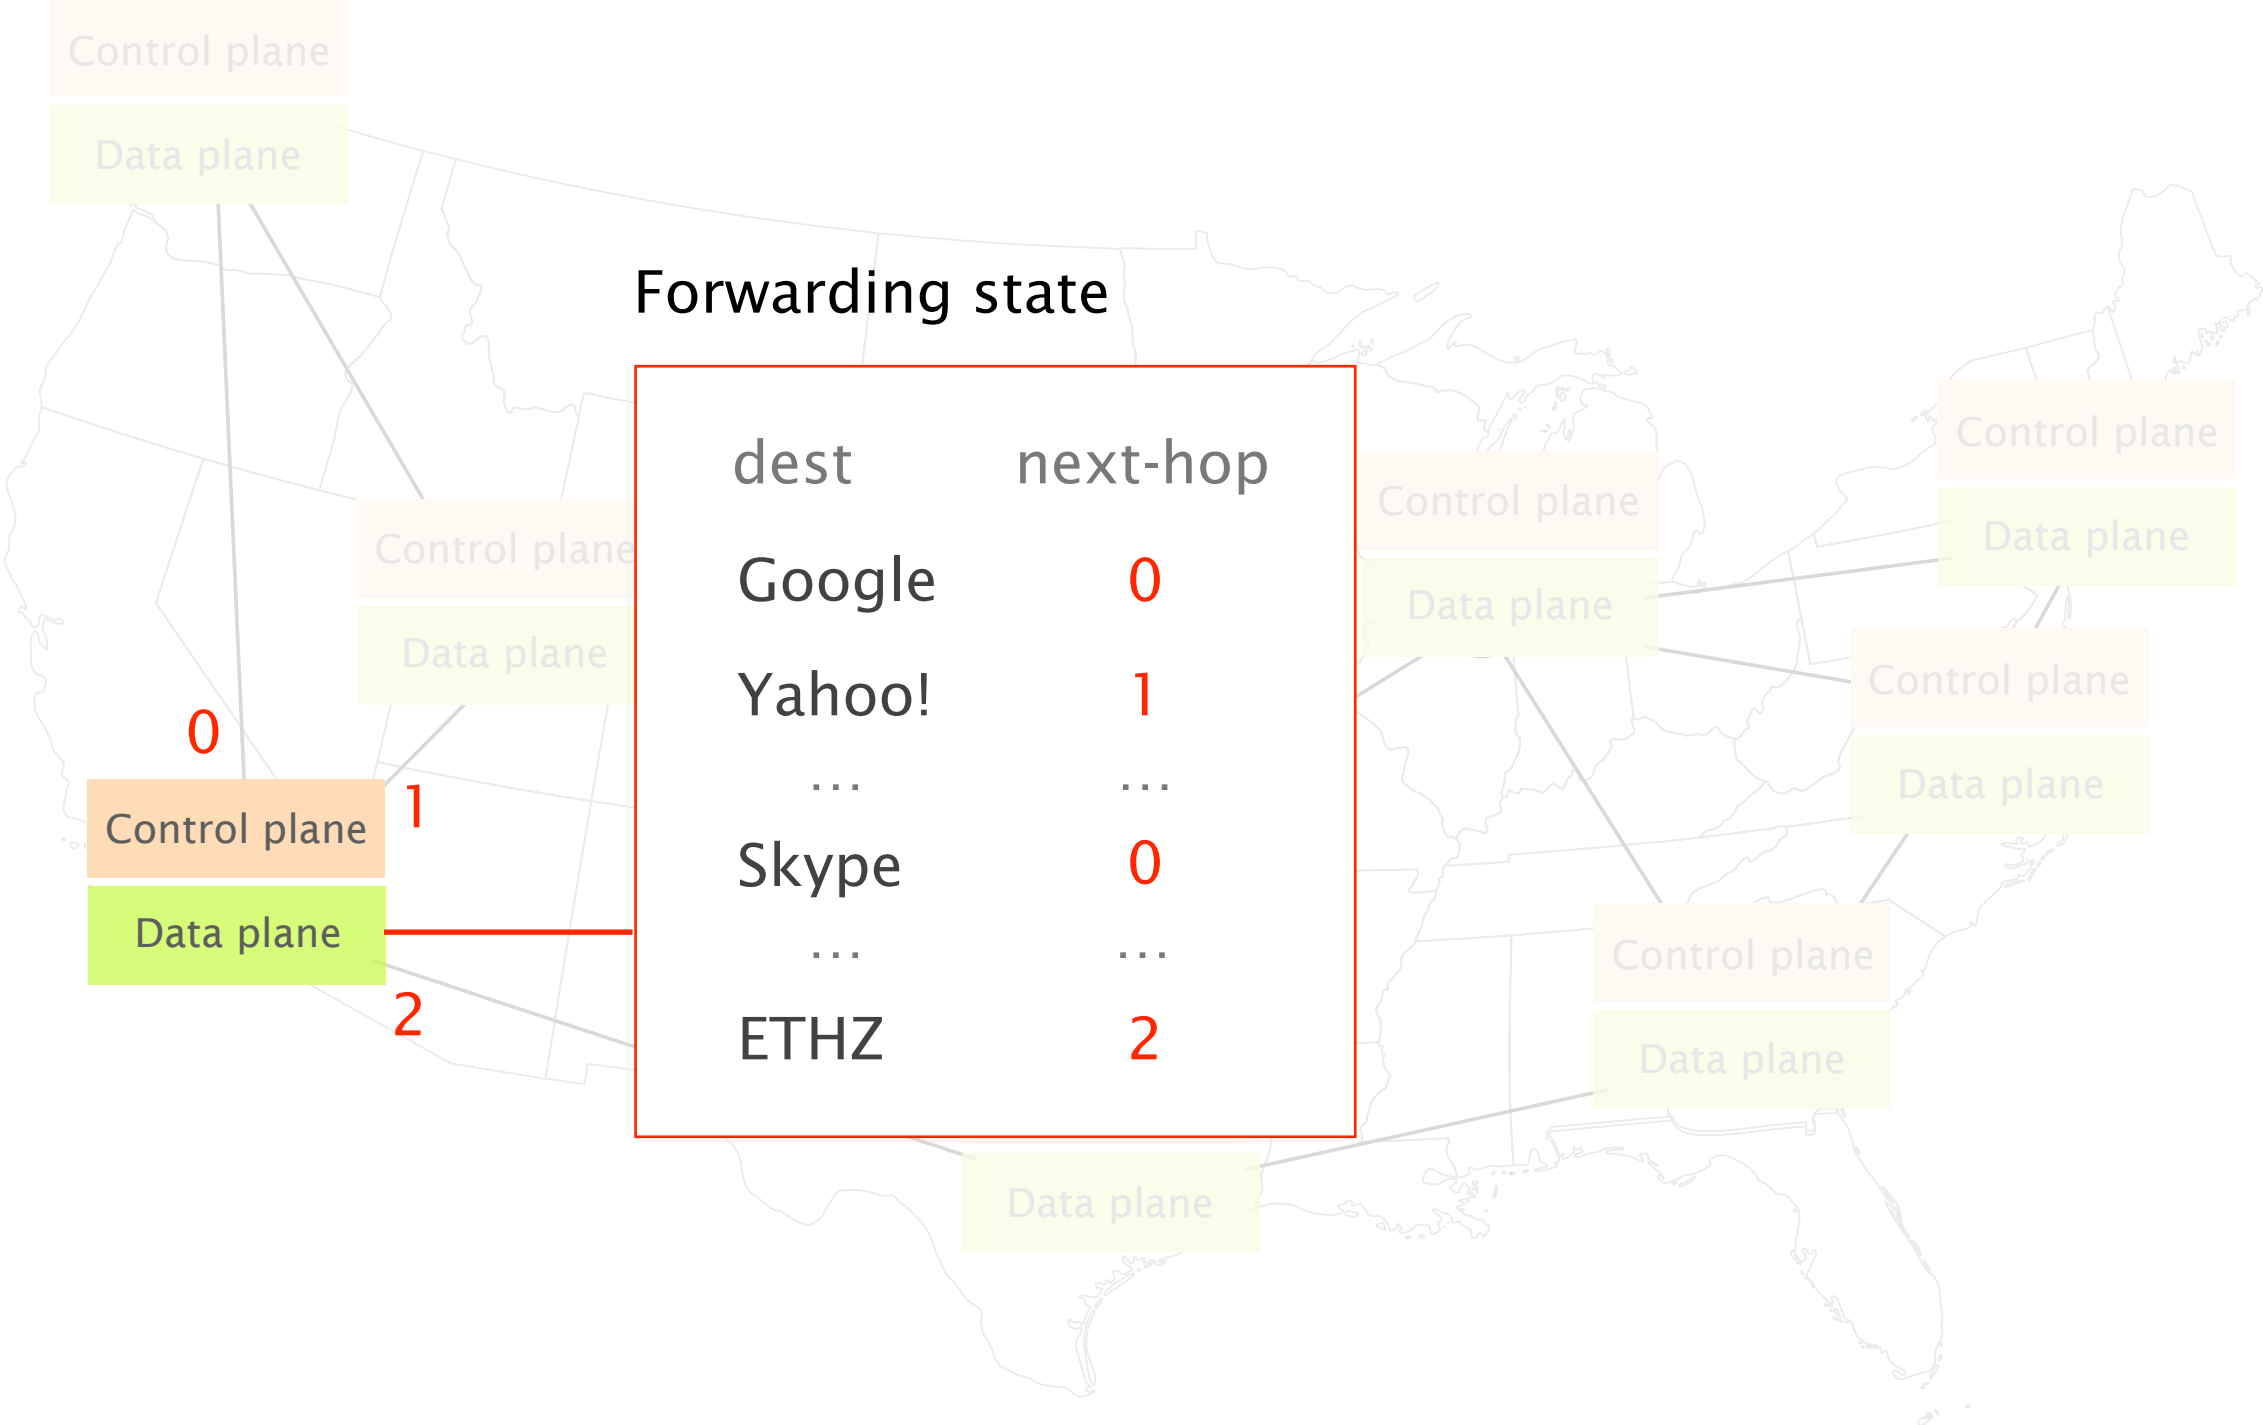 Control plane
Data plane
Forwarding state
dest next-hop
Google 0
Yahoo! 1
... ...
Skype 0
... ...
ETHZ 2
Control plane
Data plane
0
1
Control plane
Data plane
2
Control plane
Data plane
Control plane
Data plane
Control plane
Data plane
Control plane
Data plane
Data plane